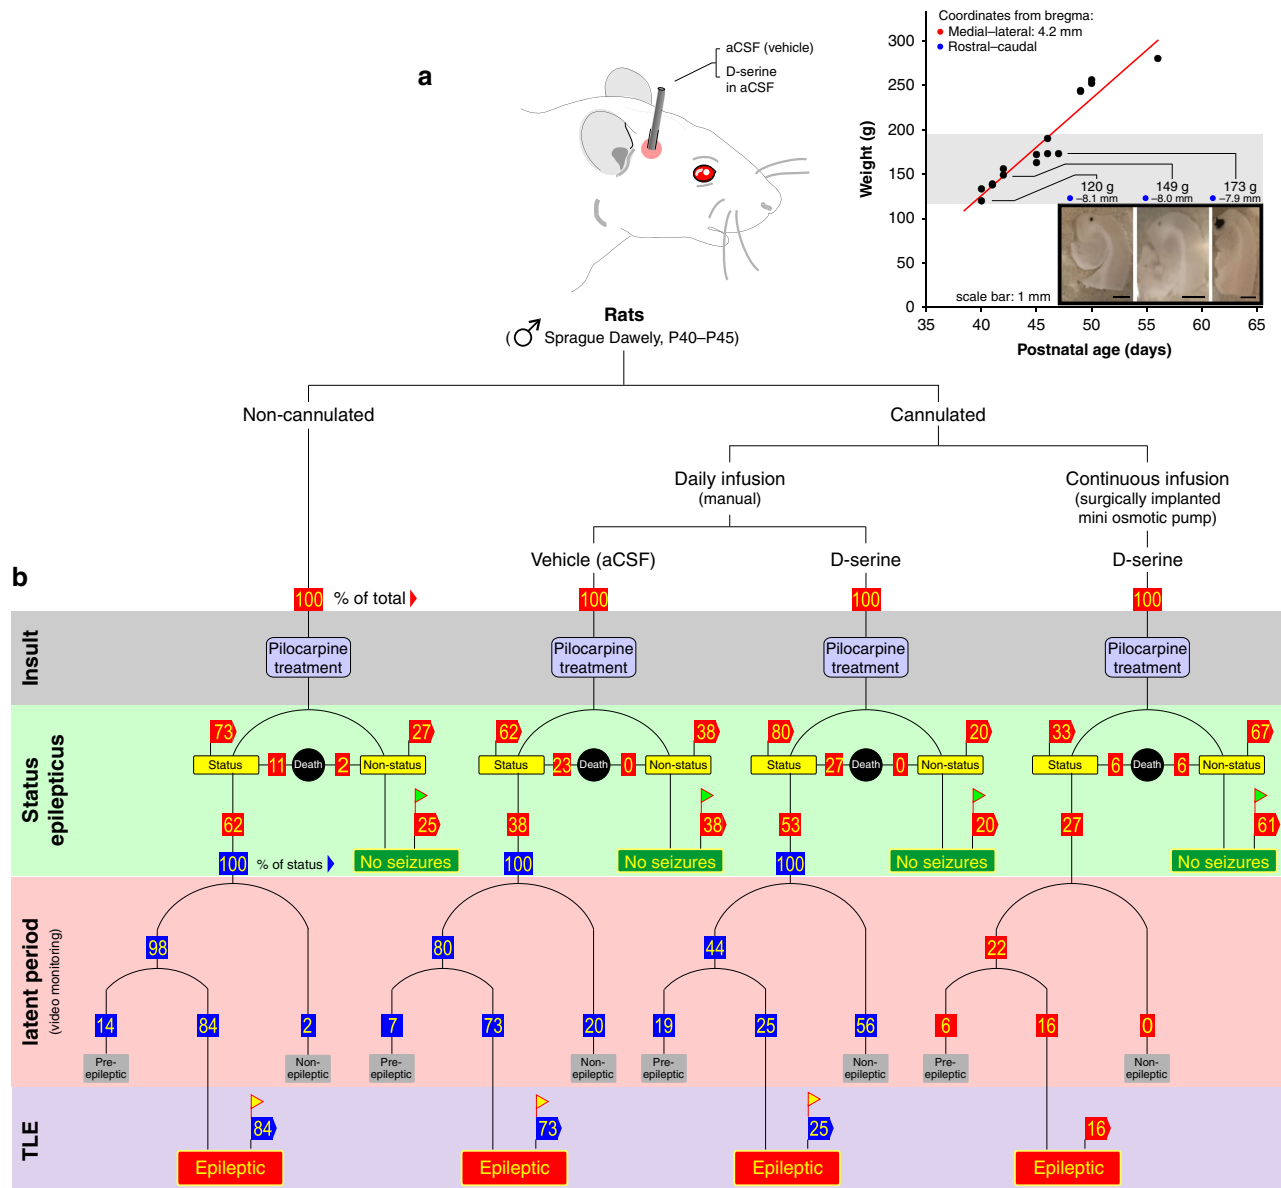 a
aCSF (vehicle)
D-serine
in aCSF
Coordinates from bregma:
Medial–lateral: 4.2 mm
Rostral–caudal
Weight (g)
300
250
200
150
100
50
0
120 g
–8.1 mm
149 g
–8.0 mm
173 g
–7.9 mm
scale bar: 1 mm
35 40 45 50 55 60 65
Postnatal age (days)
Rats
(♂ Sprague Dawely, P40–P45)
Non-cannulated
Cannulated
Daily infusion
(manual)
Continuous infusion
(surgically implanted
mini osmotic pump)
Vehicle (aCSF)
D-serine
D-serine
b
100 % of total 100 100 100
Insult
Pilocarpine
treatment
Pilocarpine
treatment
Pilocarpine
treatment
Pilocarpine
treatment
Status
epilepticus
73 27 62 38 80 20 33 67
Status 11 Death 2 Non-status
Status 23 Death 0 Non-status
Status 27 Death 0 Non-status
Status 6 Death 6 Non-status
62 25 38 38 53 20 27 61
100 % of status No seizures 100 No seizures 100 No seizures No seizures
latent period
(video monitoring)
98 80 44 22
14 84 2 7 73 20 19 25 56 6 16 0
Pre-
epileptic
Non-
epileptic
Pre-
epileptic
Non-
epileptic
Pre-
epileptic
Non-
epileptic
Pre-
epileptic
Non-
epileptic
TLE
84 73 25 16
Epileptic Epileptic Epileptic Epileptic